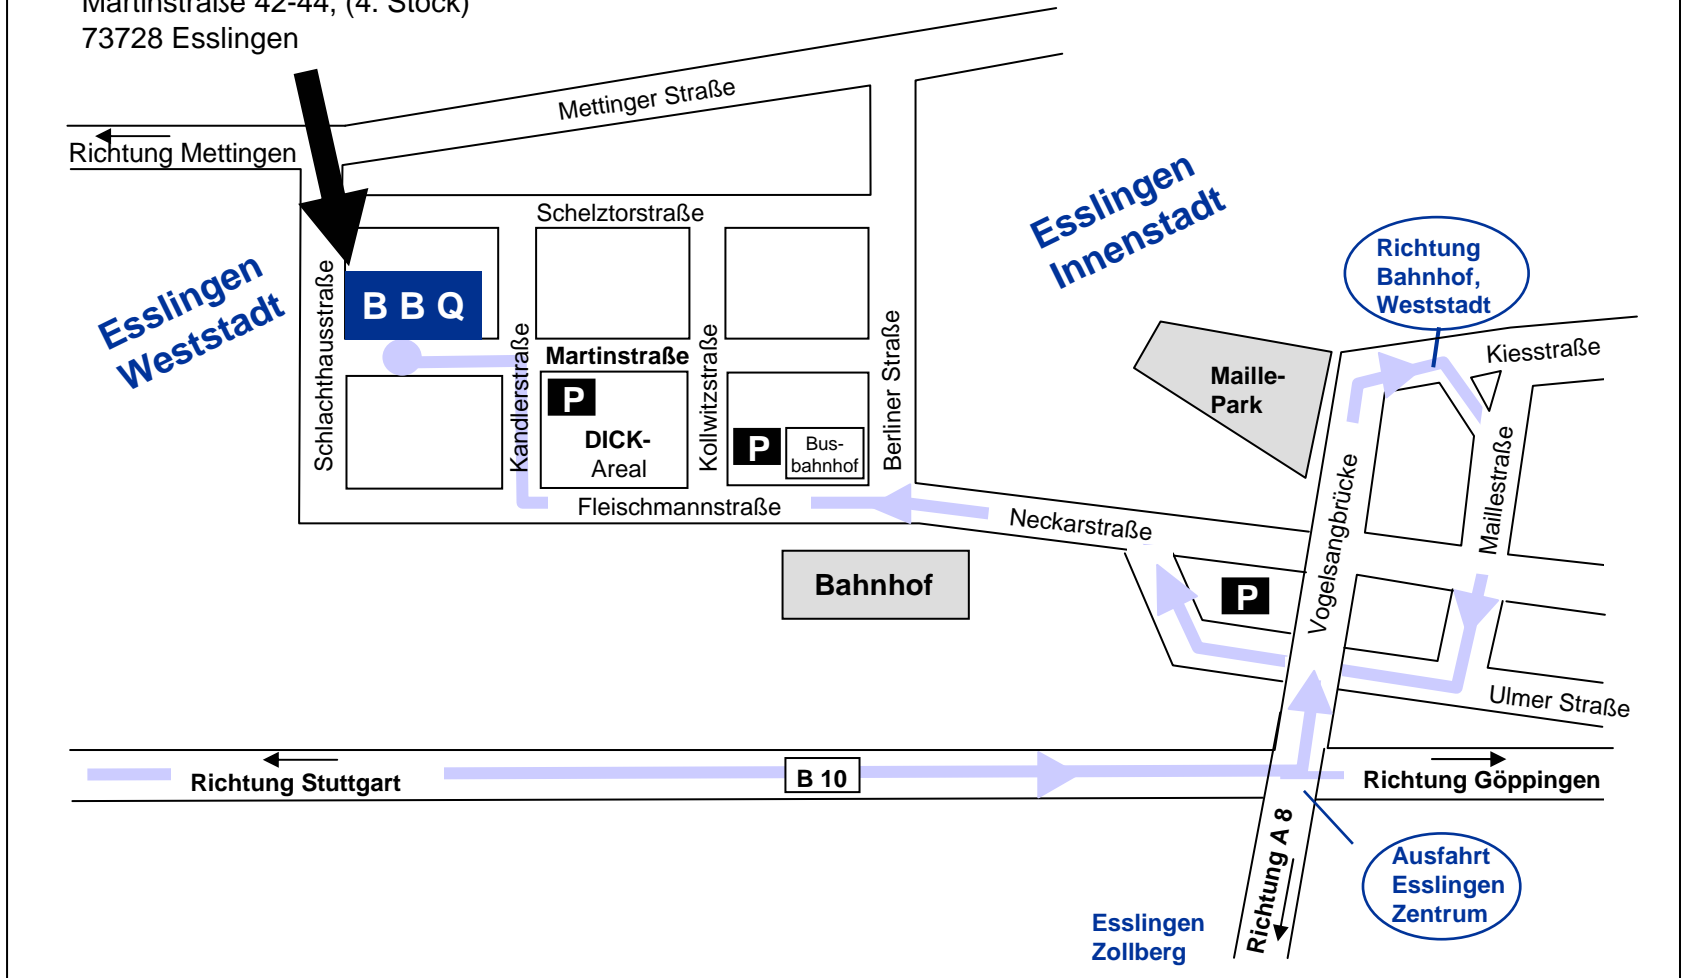 Martinstraße 42-44, (4. Stock)
73728 Esslingen
Mettinger Straße
Richtung Mettingen
Schelztorstraße
Esslingen
Innenstadt
Richtung
Bahnhof,
Weststadt
Esslingen
Weststadt
Schlachthausstraße
B B Q
Kandlerstraße
Martinstraße
Kollwitzstraße
Berliner Straße
P
DICK-
Areal
P
Bus-
bahnhof
Fleischmannstraße
Neckarstraße
Maille-
Park
Kiesstraße
Vogelsangbrücke
Maillestraße
Bahnhof
P
Ulmer Straße
Richtung Stuttgart
B 10
Richtung Göppingen
Richtung A 8
Ausfahrt
Esslingen
Zentrum
Esslingen
Zollberg